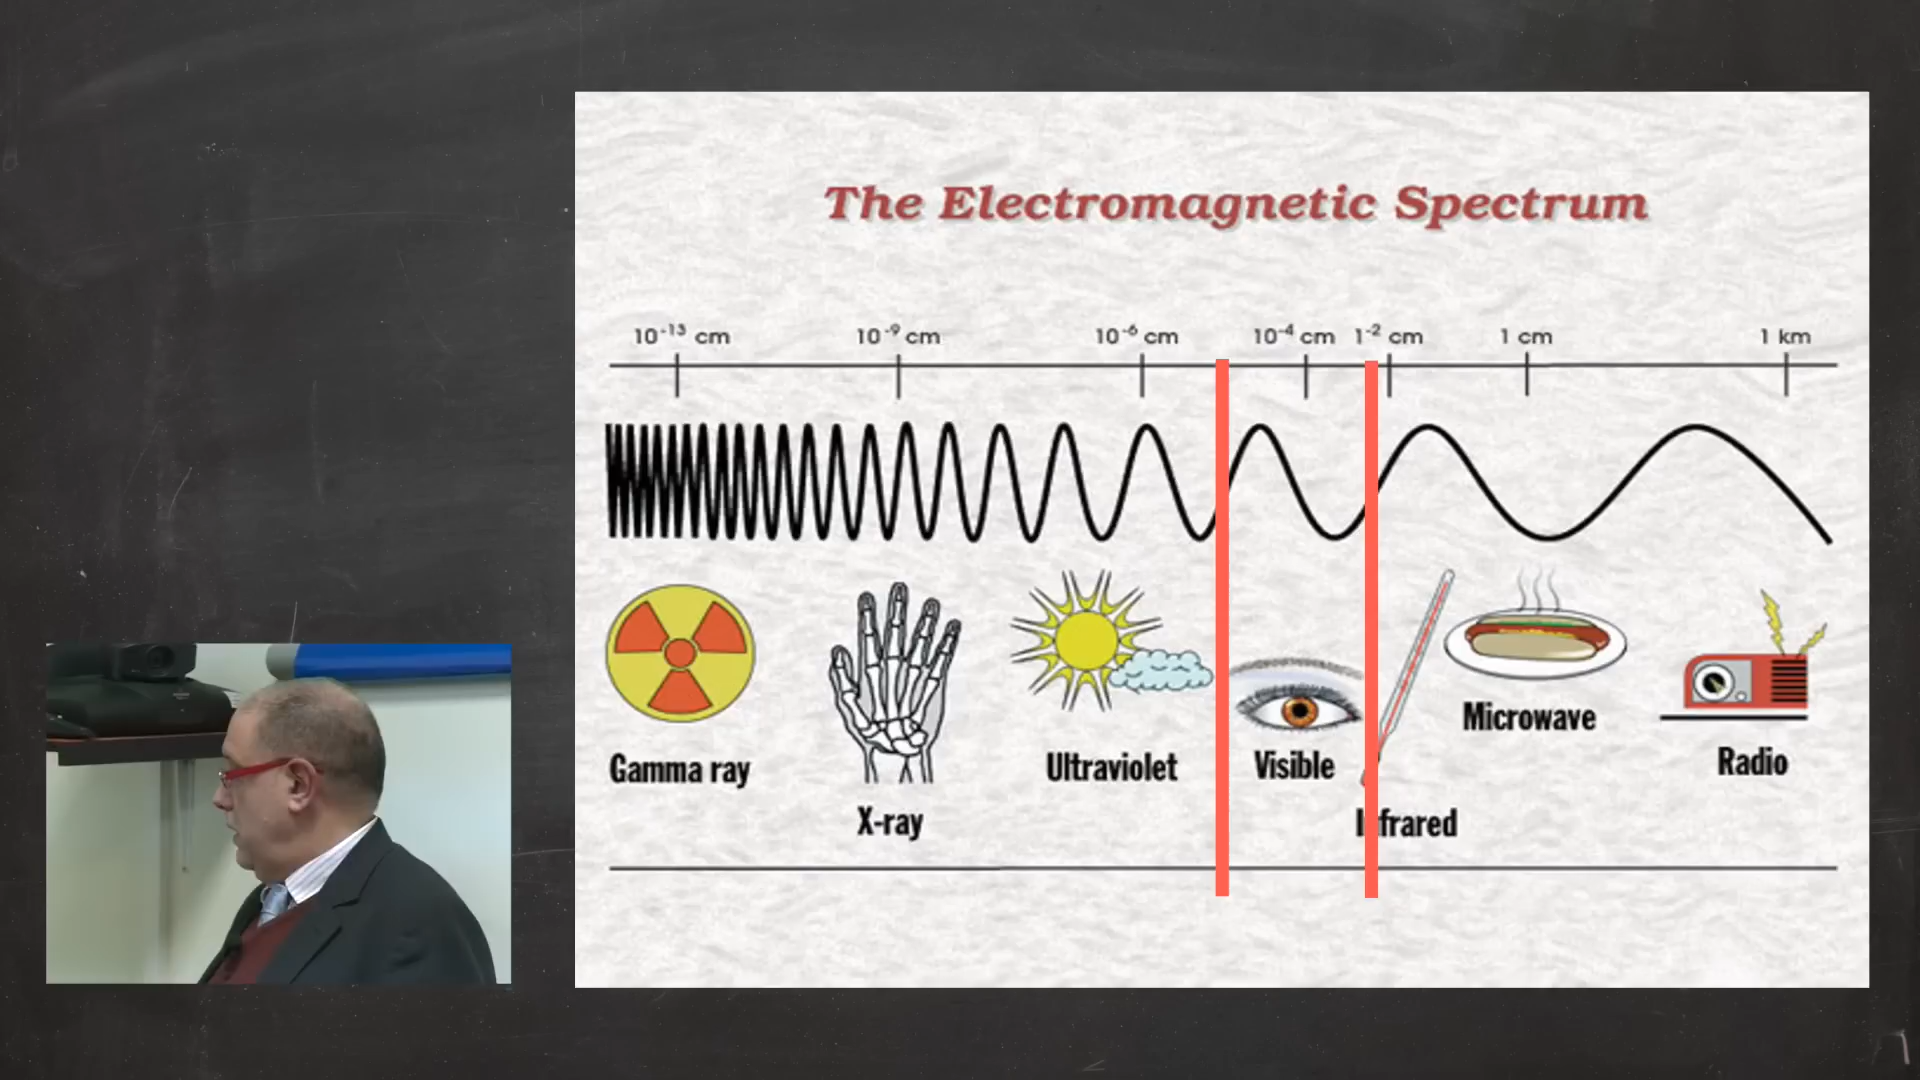 The Electromagnetic Spectrum
10⁻¹³ cm 10⁻⁹ cm 10⁻⁶ cm 10⁻⁴ cm 1⁻² cm 1 cm 1 km
Gamma ray
X-ray
Ultraviolet
Visible
Infrared
Microwave
Radio